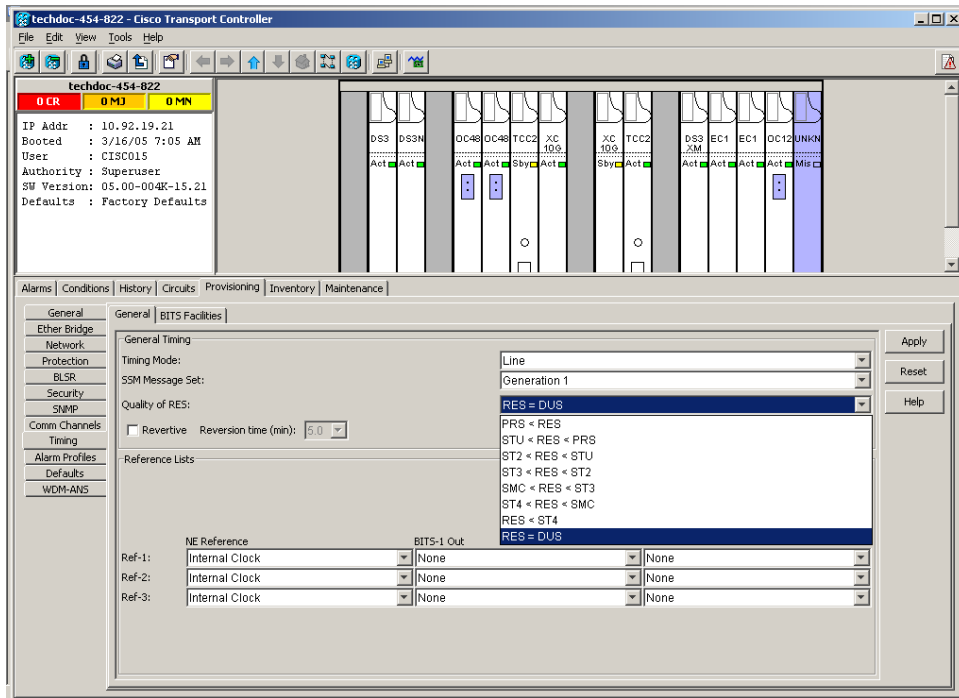 techdoc-454-822 - Cisco Transport Controller
File Edit View Tools Help
techdoc-454-822
0 CR 0 MJ 0 MN
IP Addr : 10.92.19.21
Booted : 3/16/05 7:05 AM
User : CISCO15
Authority : Superuser
SW Version: 05.00-004K-15.21
Defaults : Factory Defaults
DS3 DS3N OC48 OC48 TCC2 XC 10G XC 10G TCC2 DS3 XM EC1 EC1 OC12 UNKN
Act Act Act Act Sby Act Sby Act Act Act Act Act Mis
Alarms Conditions History Circuits Provisioning Inventory Maintenance
General
Ether Bridge
Network
Protection
BLSR
Security
SNMP
Comm Channels
Timing
Alarm Profiles
Defaults
WDM-ANS
General BITS Facilities
General Timing
Timing Mode: Line
SSM Message Set: Generation 1
Quality of RES: RES = DUS
Revertive Reversion time (min): 5.0
PRS < RES
STU < RES < PRS
ST2 < RES < STU
ST3 < RES < ST2
SMC < RES < ST3
ST4 < RES < SMC
RES < ST4
RES = DUS
Reference Lists
NE Reference BITS-1 Out
Ref-1: Internal Clock None None
Ref-2: Internal Clock None None
Ref-3: Internal Clock None None
Apply
Reset
Help